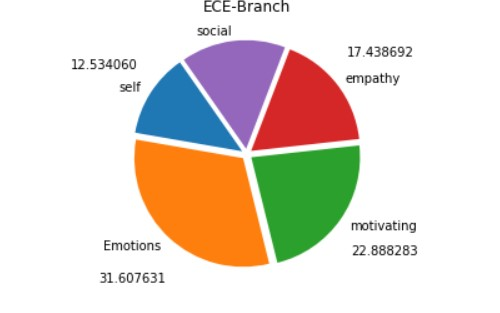 ECE-Branch
social
17.438692
empathy
12.534060
self
motivating
22.888283
Emotions
31.607631